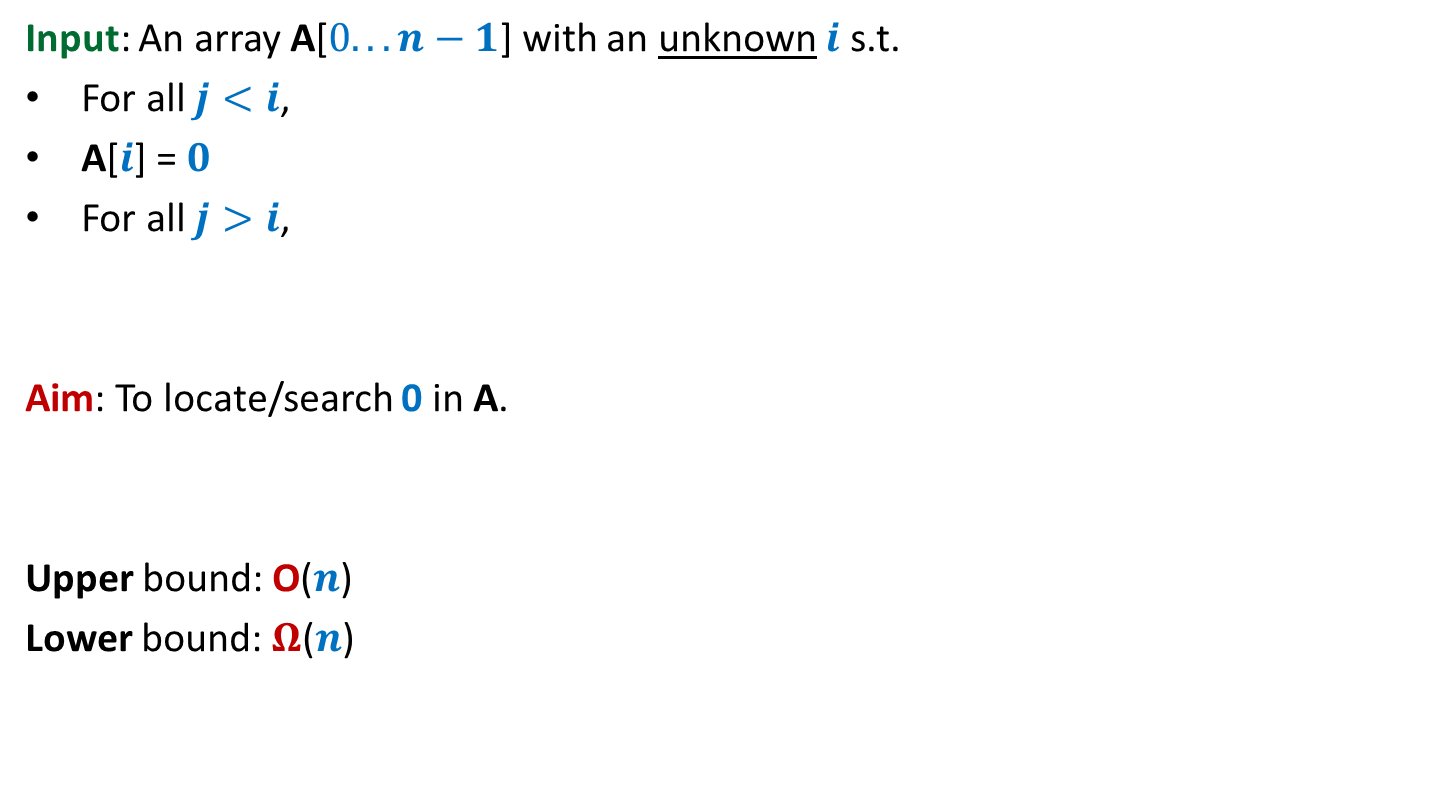 Input: An array A[0…n − 1] with an unknown i s.t.
• For all j < i,
• A[i] = 0
• For all j > i,
Aim: To locate/search 0 in A.
Upper bound: O(n)
Lower bound: Ω(n)